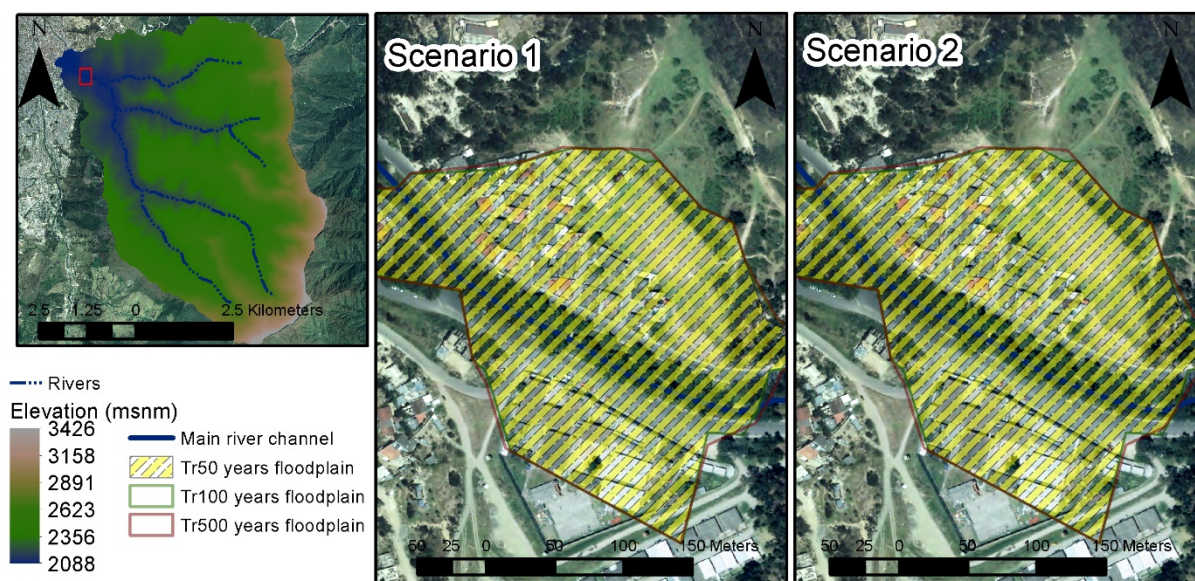 N
2.5 1.25 0 2.5 Kilometers
Rivers
Elevation (msnm)
3426
3158
2891
2623
2356
2088
Main river channel
Tr50 years floodplain
Tr100 years floodplain
Tr500 years floodplain
Scenario 1
N
50 25 0 50 100 150 Meters
Scenario 2
N
50 25 0 50 100 150 Meters